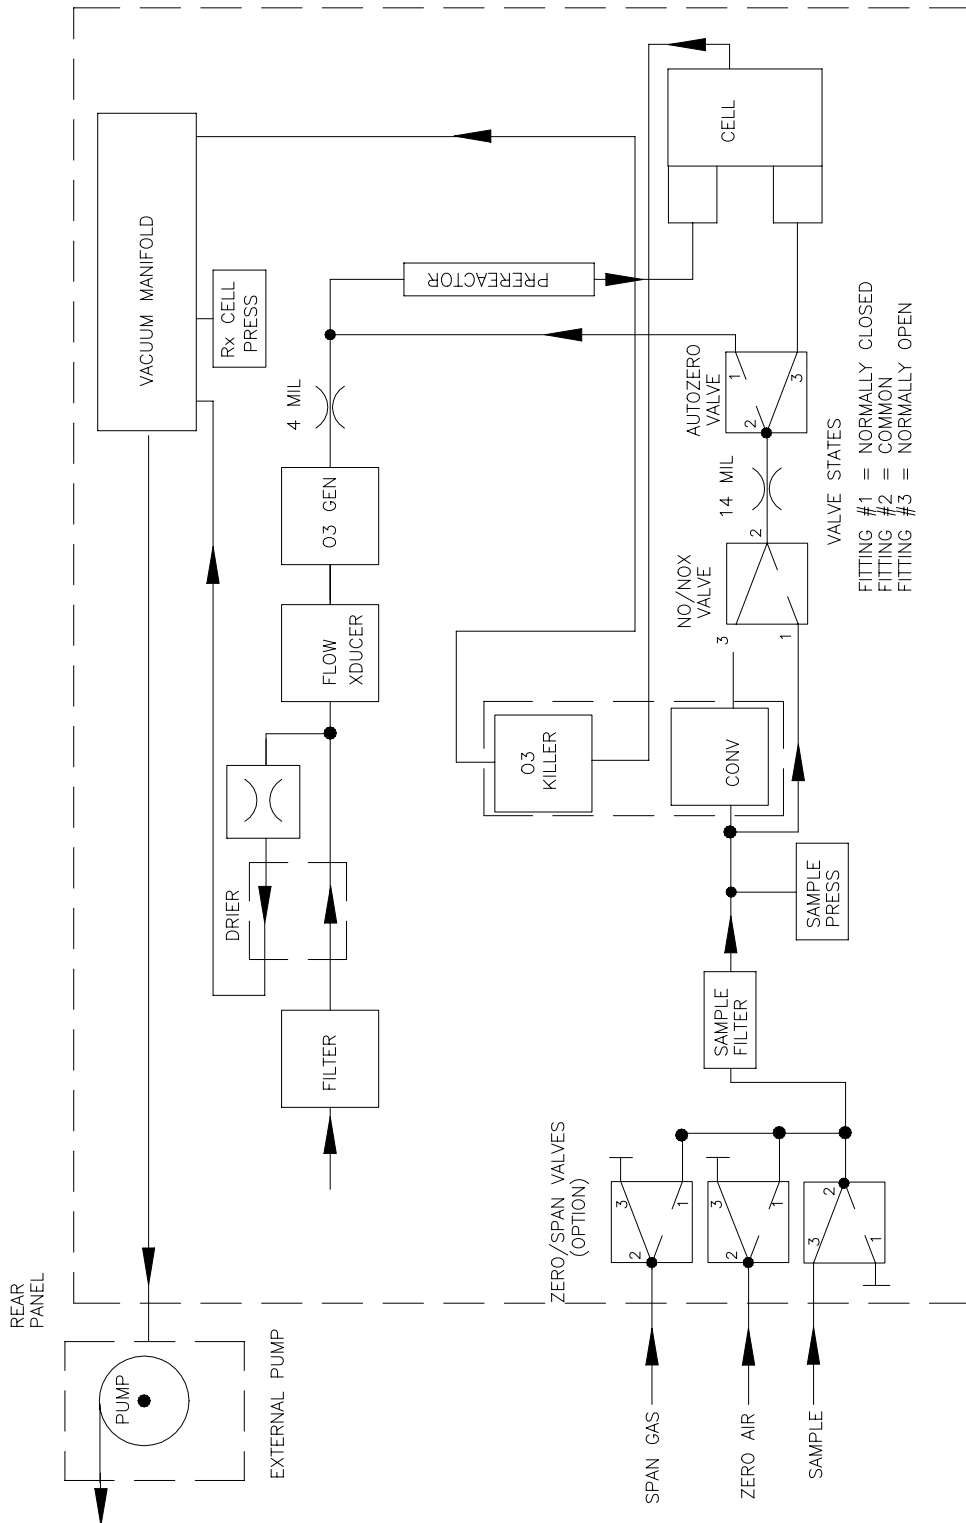 REAR
PANEL
PUMP
EXTERNAL PUMP
VACUUM MANIFOLD
Rx CELL
PRESS
FILTER
DRIER
FLOW
XDUCER
O3 GEN
4 MIL
PREREACTOR
CELL
O3
KILLER
CONV
NO/NOX
VALVE
3
1
2
14 MIL
AUTOZERO
VALVE
2
1
3
VALVE STATES
FITTING #1 = NORMALLY CLOSED
FITTING #2 = COMMON
FITTING #3 = NORMALLY OPEN
SAMPLE
PRESS
SAMPLE
FILTER
ZERO/SPAN VALVES
(OPTION)
2
3
1
2
3
1
3
2
1
SPAN GAS
ZERO AIR
SAMPLE